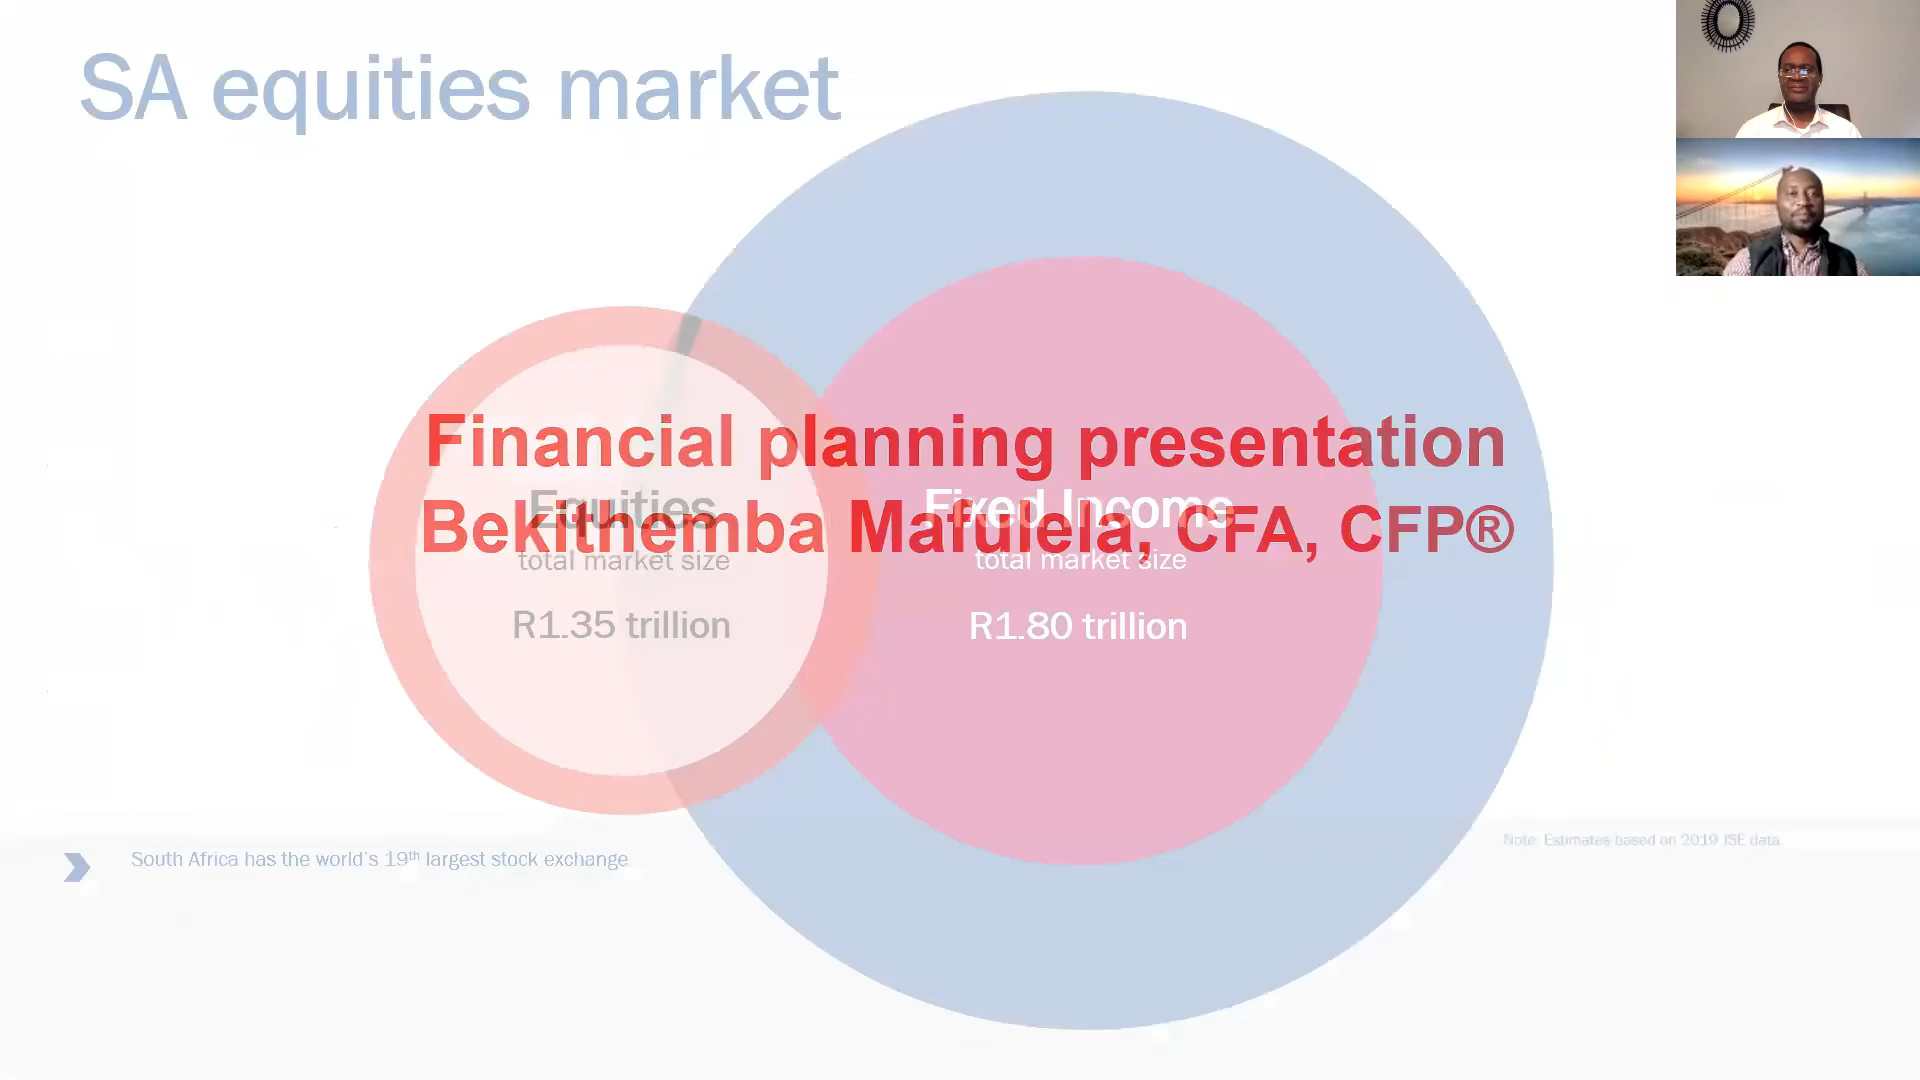 SA equities market
Financial planning presentation
Bekithemba Mafulela, CFA, CFP®
Equities
total market size
R1.35 trillion
Fixed Income
total market size
R1.80 trillion
South Africa has the world's 19th largest stock exchange
Note: Estimates based on 2019 JSE data